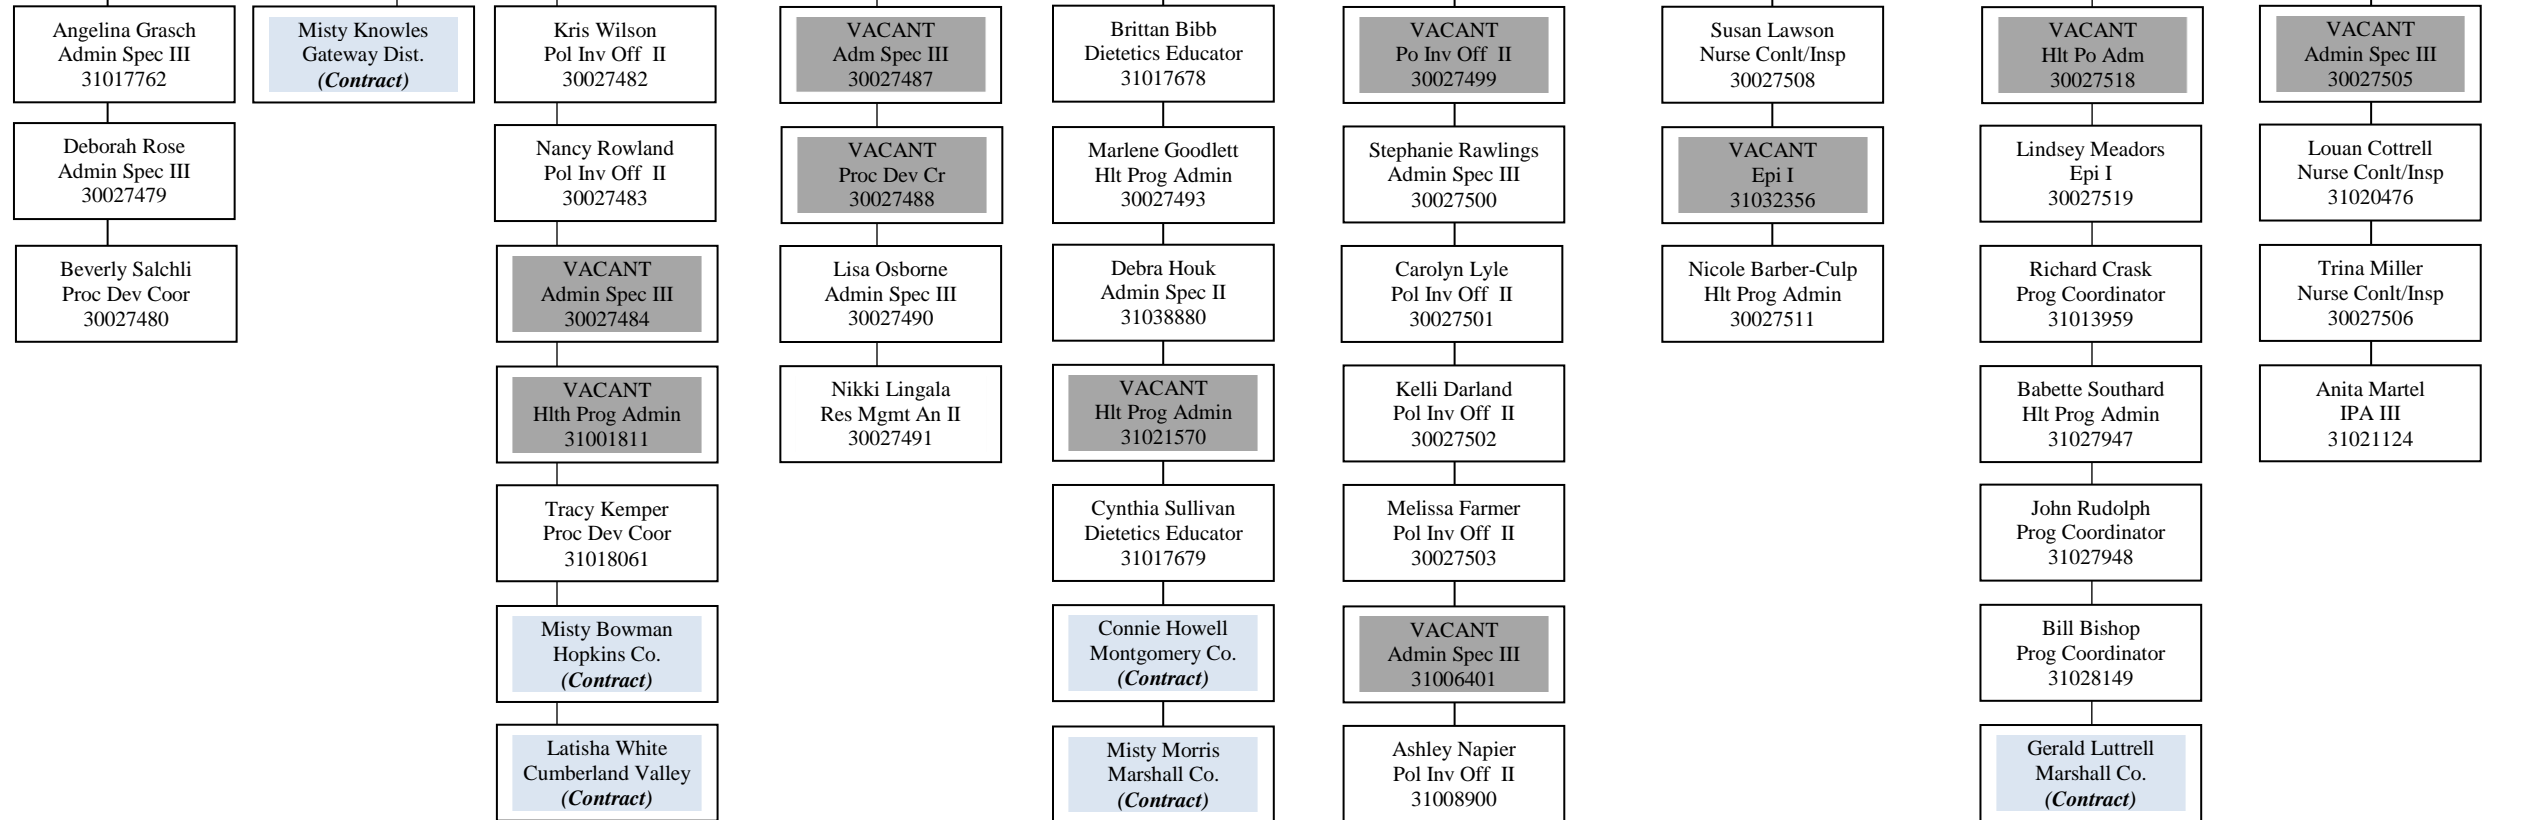 Angelina Grasch
Admin Spec III
31017762
Deborah Rose
Admin Spec III
30027479
Beverly Salchli
Proc Dev Coor
30027480
Misty Knowles
Gateway Dist.
(Contract)
Kris Wilson
Pol Inv Off  II
30027482
Nancy Rowland
Pol Inv Off  II
30027483
VACANT
Admin Spec III
30027484
VACANT
Hlth Prog Admin
31001811
Tracy Kemper
Proc Dev Coor
31018061
Misty Bowman
Hopkins Co.
(Contract)
Latisha White
Cumberland Valley
(Contract)
VACANT
Adm Spec III
30027487
VACANT
Proc Dev Cr
30027488
Lisa Osborne
Admin Spec III
30027490
Nikki Lingala
Res Mgmt An II
30027491
Brittan Bibb
Dietetics Educator
31017678
Marlene Goodlett
Hlt Prog Admin
30027493
Debra Houk
Admin Spec II
31038880
VACANT
Hlt Prog Admin
31021570
Cynthia Sullivan
Dietetics Educator
31017679
Connie Howell
Montgomery Co.
(Contract)
Misty Morris
Marshall Co.
(Contract)
VACANT
Po Inv Off  II
30027499
Stephanie Rawlings
Admin Spec III
30027500
Carolyn Lyle
Pol Inv Off  II
30027501
Kelli Darland
Pol Inv Off  II
30027502
Melissa Farmer
Pol Inv Off  II
30027503
VACANT
Admin Spec III
31006401
Ashley Napier
Pol Inv Off  II
31008900
Susan Lawson
Nurse Conlt/Insp
30027508
VACANT
Epi I
31032356
Nicole Barber-Culp
Hlt Prog Admin
30027511
VACANT
Hlt Po Adm
30027518
Lindsey Meadors
Epi I
30027519
Richard Crask
Prog Coordinator
31013959
Babette Southard
Hlt Prog Admin
31027947
John Rudolph
Prog Coordinator
31027948
Bill Bishop
Prog Coordinator
31028149
Gerald Luttrell
Marshall Co.
(Contract)
VACANT
Admin Spec III
30027505
Louan Cottrell
Nurse Conlt/Insp
31020476
Trina Miller
Nurse Conlt/Insp
30027506
Anita Martel
IPA III
31021124